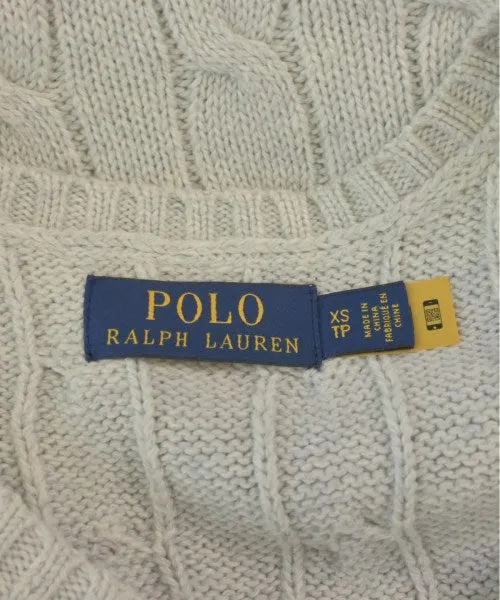 POLO
RALPH LAUREN
XS
TP
MADE IN
CHINA
FABRIQUÉ EN
CHINE